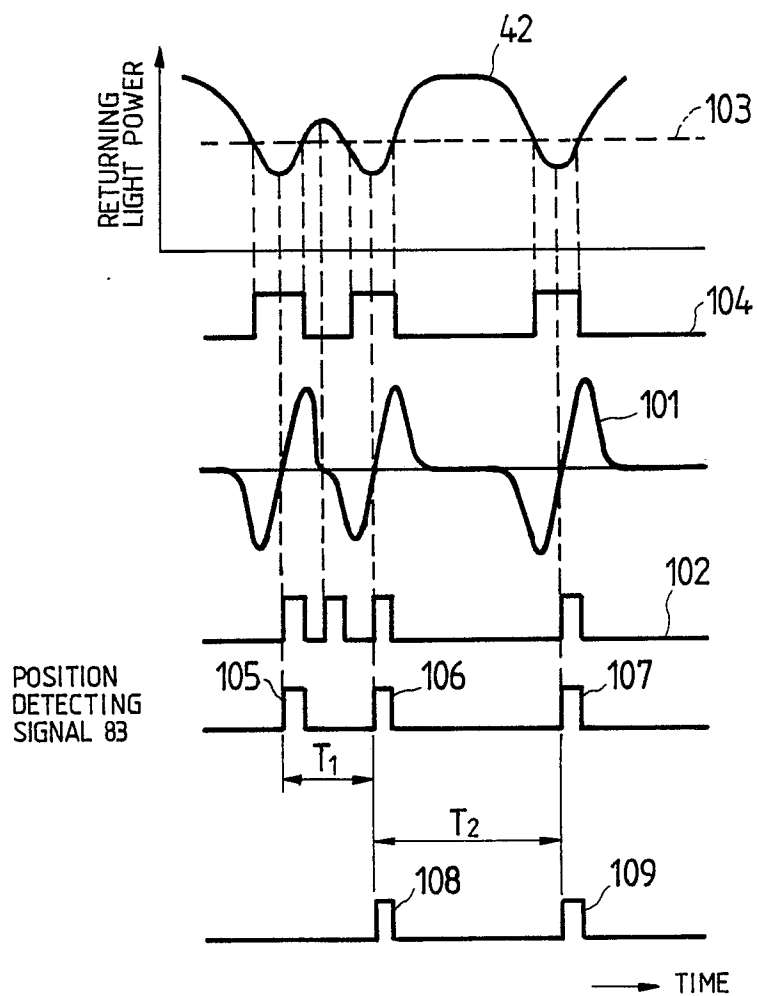 42
RETURNING
LIGHT POWER
103
104
101
102
POSITION
DETECTING
SIGNAL 83
105
106
107
T1
T2
108
109
TIME